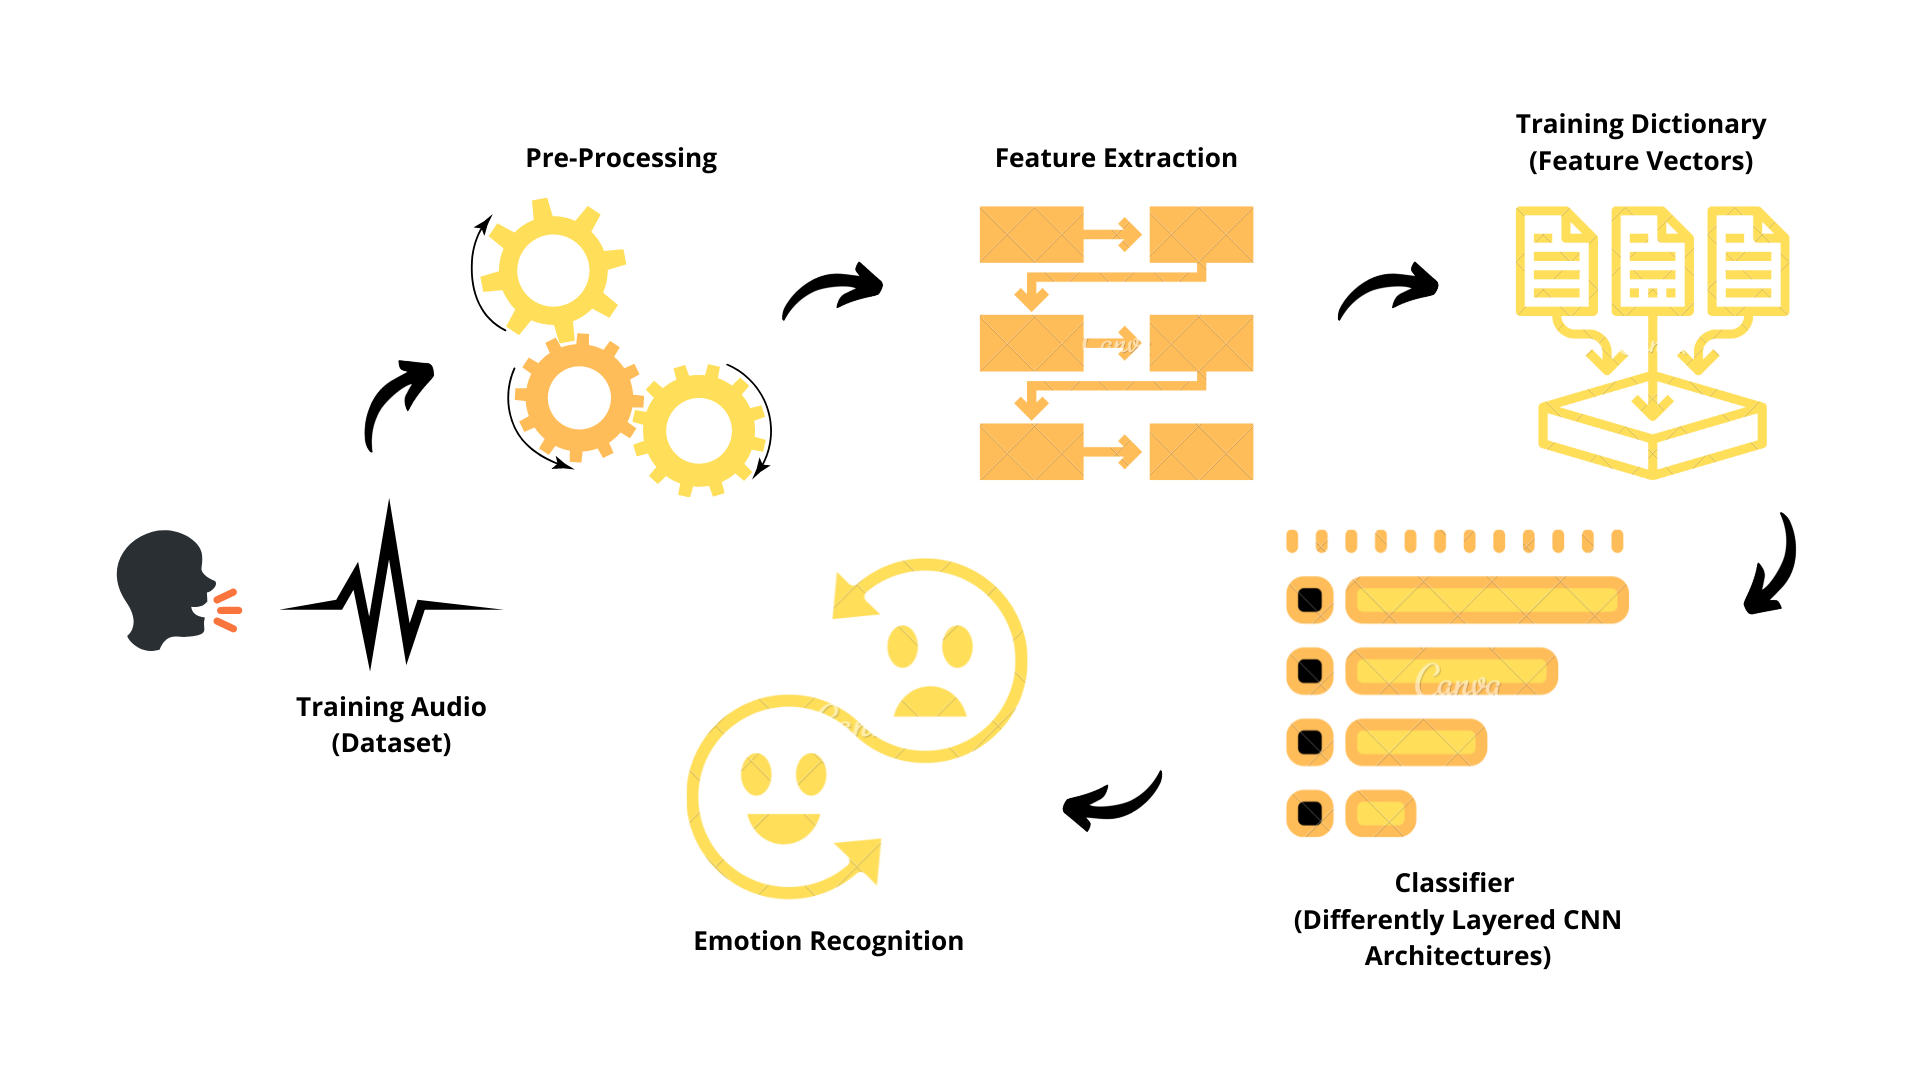 Training Dictionary
(Feature Vectors)
Pre-Processing
Feature Extraction
Training Audio
(Dataset)
Canva
Classifier
(Differently Layered CNN
Architectures)
Emotion Recognition